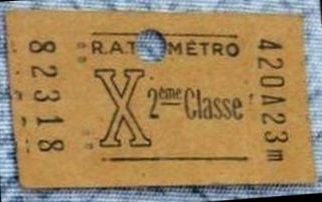 82318
R.A.T. MÉTRO
X 2ème Classe
420A23m